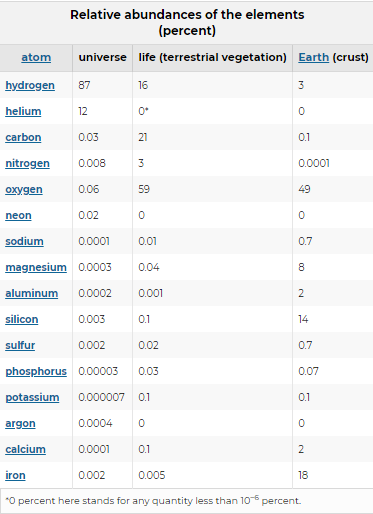 Relative abundances of the elements
(percent)
atom universe life (terrestrial vegetation) Earth (crust)
hydrogen 87 16 3
helium 12 0* 0
carbon 0.03 21 0.1
nitrogen 0.008 3 0.0001
oxygen 0.06 59 49
neon 0.02 0 0
sodium 0.0001 0.01 0.7
magnesium 0.0003 0.04 8
aluminum 0.0002 0.001 2
silicon 0.003 0.1 14
sulfur 0.002 0.02 0.7
phosphorus 0.00003 0.03 0.07
potassium 0.000007 0.1 0.1
argon 0.0004 0 0
calcium 0.0001 0.1 2
iron 0.002 0.005 18
*0 percent here stands for any quantity less than 10⁻⁶ percent.